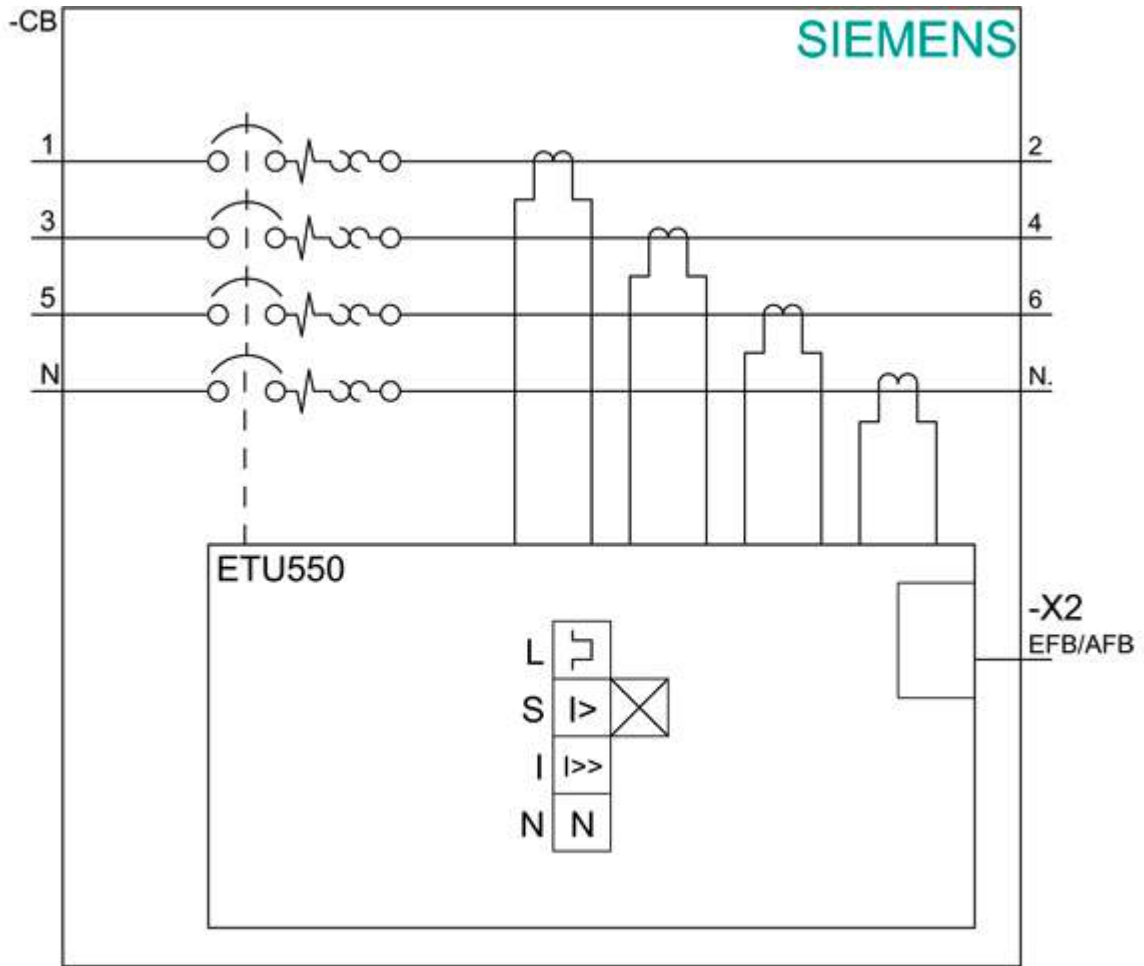 -CB
SIEMENS
1
2
3
4
5
6
N
N.
ETU550
-X2
EFB/AFB
L
S I>
I I>>
N N